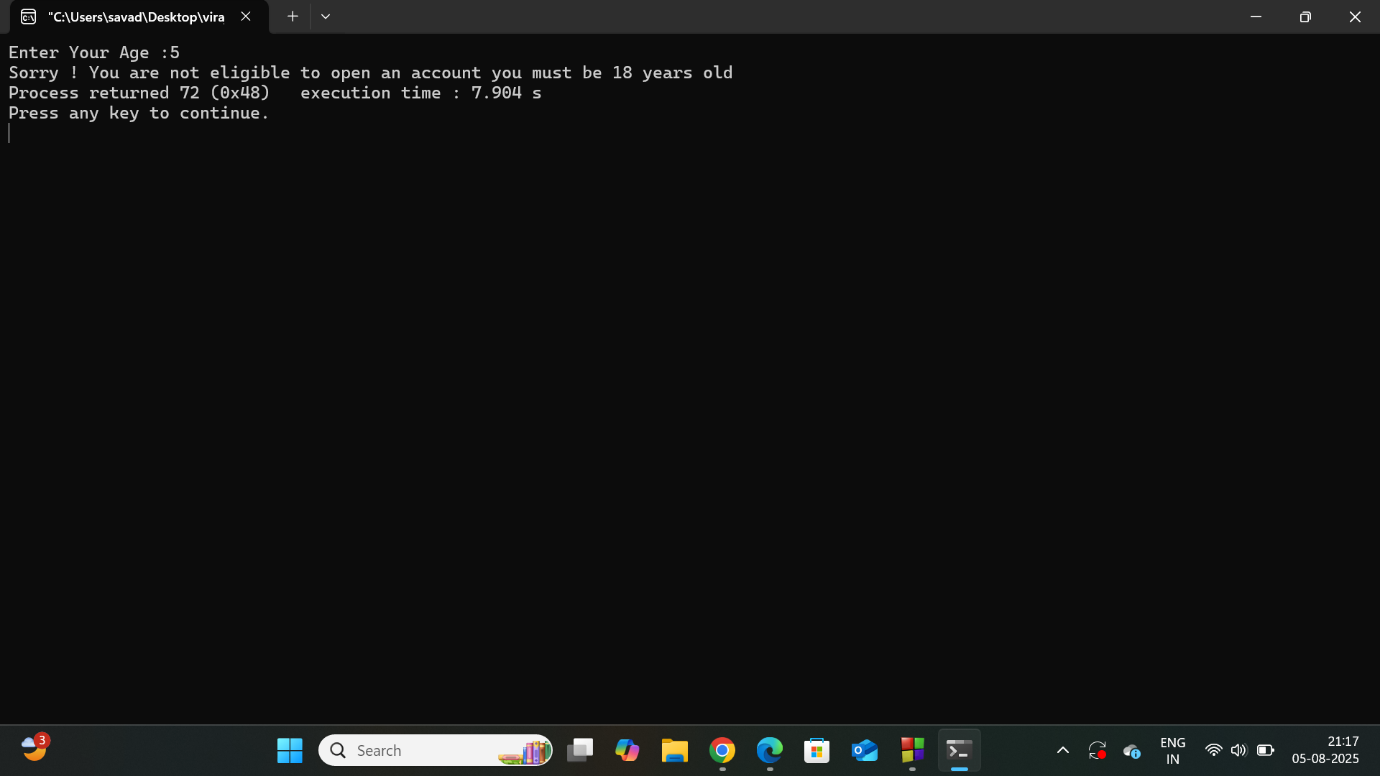 "C:\Users\savad\Desktop\vira
Enter Your Age :5
Sorry ! You are not eligible to open an account you must be 18 years old
Process returned 72 (0x48)   execution time : 7.904 s
Press any key to continue.
3
Search
ENG
IN
21:17
05-08-2025